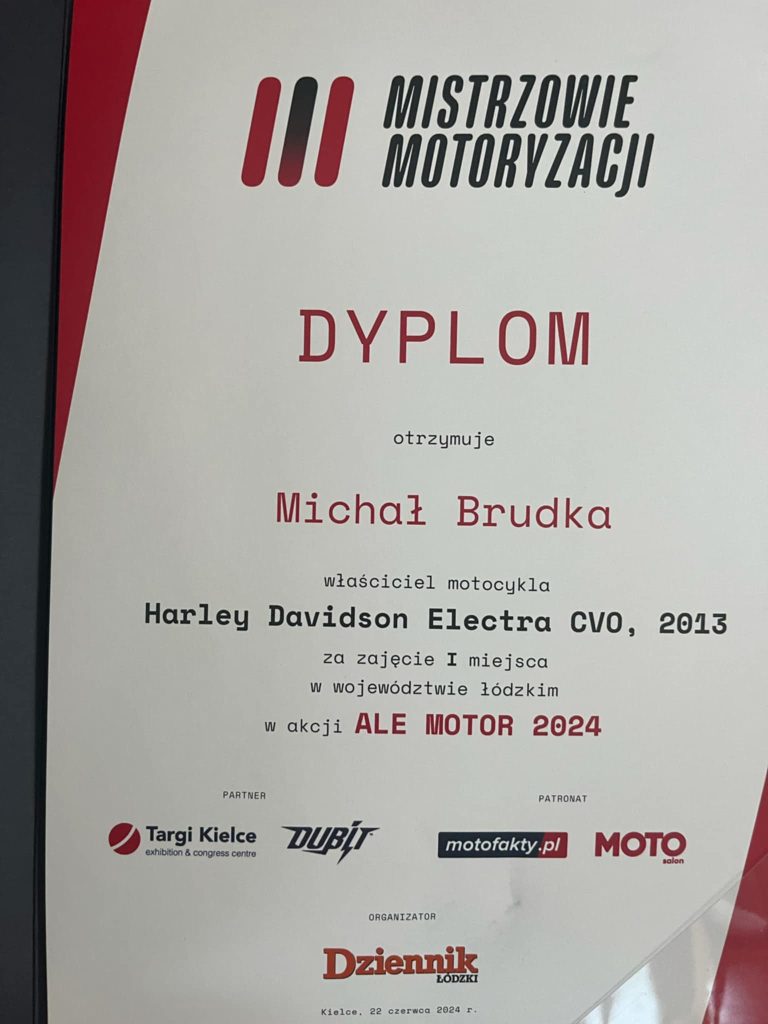 MISTRZOWIE
MOTORYZACJI
DYPLOM
otrzymuje
Michał Brudka
właściciel motocykla
Harley Davidson Electra CVO, 2013
za zajęcie I miejsca
w województwie łódzkim
w akcji ALE MOTOR 2024
PARTNER
PATRONAT
Targi Kielce
exhibition & congress centre
DUBIT
motofakty.pl
MOTO
salon
ORGANIZATOR
Dziennik
ŁÓDZKI
Kielce, 22 czerwca 2024 r.